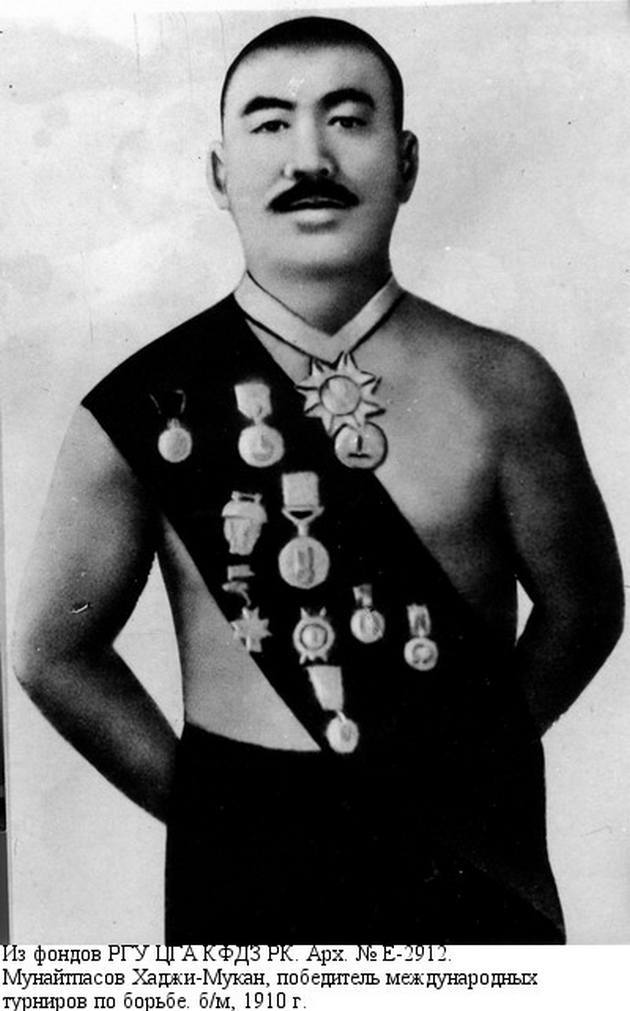 Из фондов РГУ ЦГА КФДЗ РК. Арх. № Е-2912.
Мунайтпасов Хаджи-Мукан, победитель международных
турниров по борьбе. б/м, 1910 г.